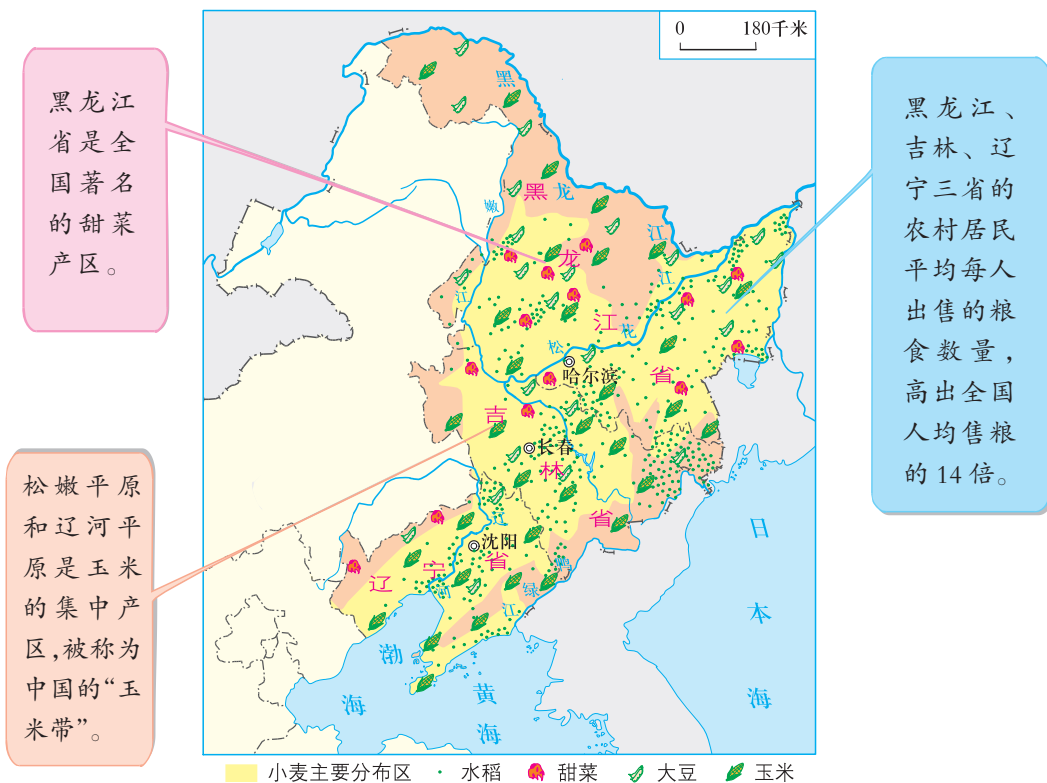 0 180千米
黑龙江
省是全
国著名
的甜菜
产区。
黑龙江、
吉林、辽
宁三省的
农村居民
平均每人
出售的粮
食数量，
高出全国
人均售粮
的14倍。
松嫩平原
和辽河平
原是玉米
的集中产
区,被称为
中国的“玉
米带”。
黑
龙
江
黑
龙
江
省
嫩
江
松
花
江
哈尔滨
吉
林
省
长春
辽
河
沈阳
辽
宁
省
鸭
绿
江
渤
海
黄
海
日
本
海
小麦主要分布区 水稻 甜菜 大豆 玉米